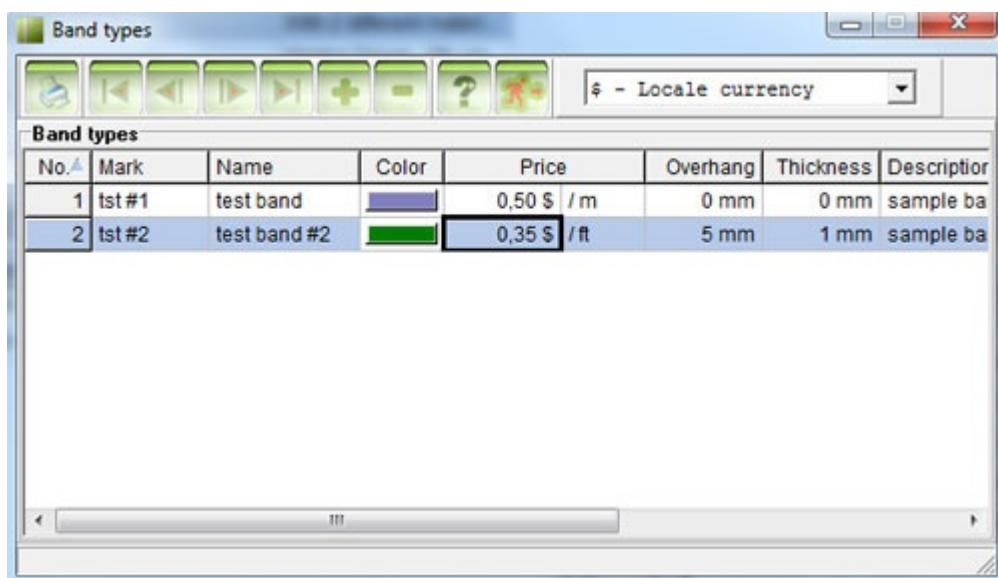 Band types
$ - Locale currency
Band types
No. Mark Name Color Price Overhang Thickness Description
1 tst #1 test band 0,50 $ / m 0 mm 0 mm sample ba
2 tst #2 test band #2 0,35 $ / ft 5 mm 1 mm sample ba